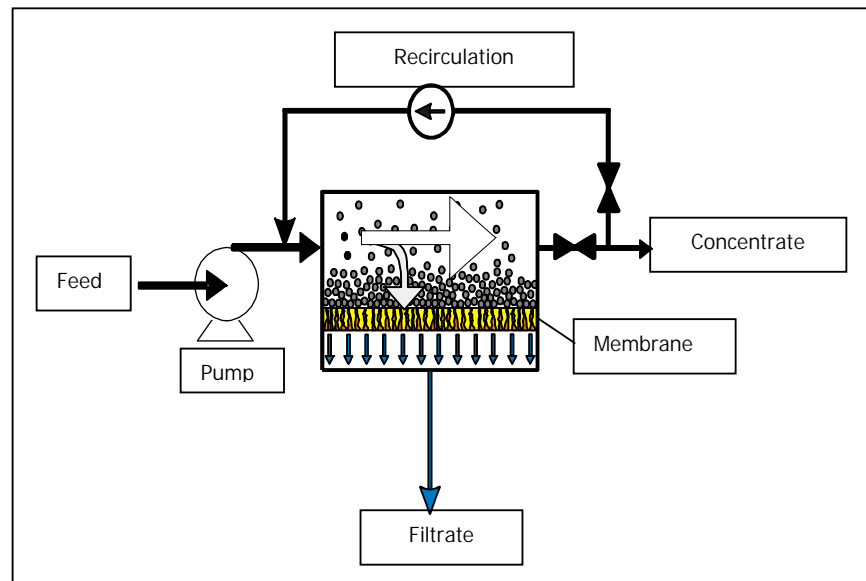 Recirculation
Concentrate
Feed
Membrane
Pump
Filtrate